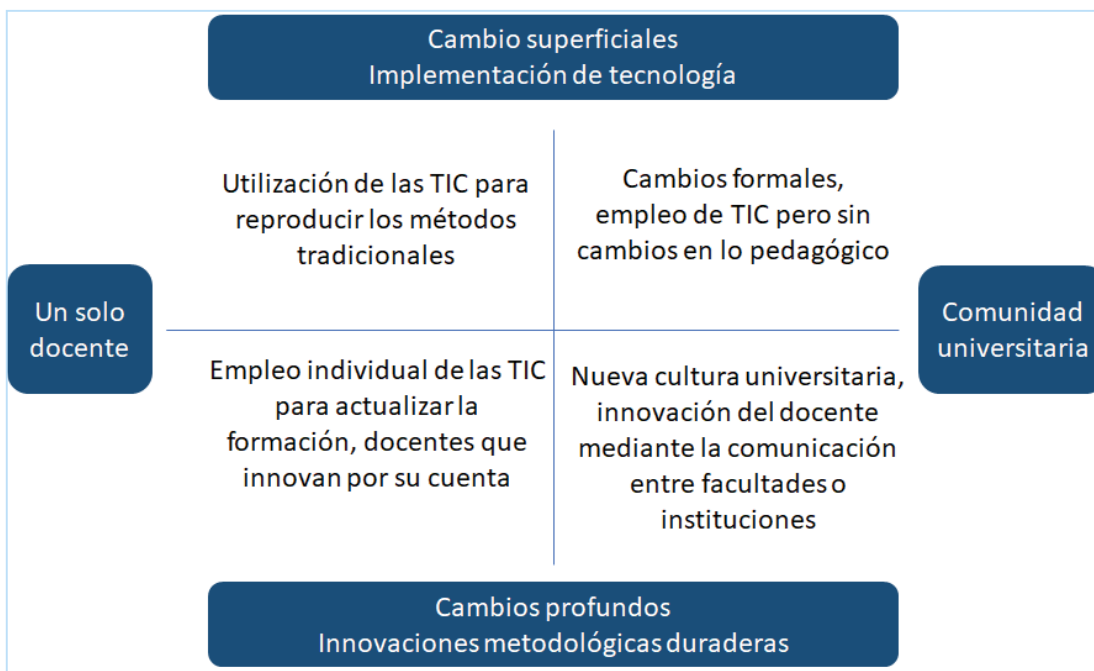 Cambio superficiales
Implementación de tecnología
Utilización de las TIC para
reproducir los métodos
tradicionales
Cambios formales,
empleo de TIC pero sin
cambios en lo pedagógico
Un solo
docente
Comunidad
universitaria
Empleo individual de las TIC
para actualizar la
formación, docentes que
innovan por su cuenta
Nueva cultura universitaria,
innovación del docente
mediante la comunicación
entre facultades o
instituciones
Cambios profundos
Innovaciones metodológicas duraderas